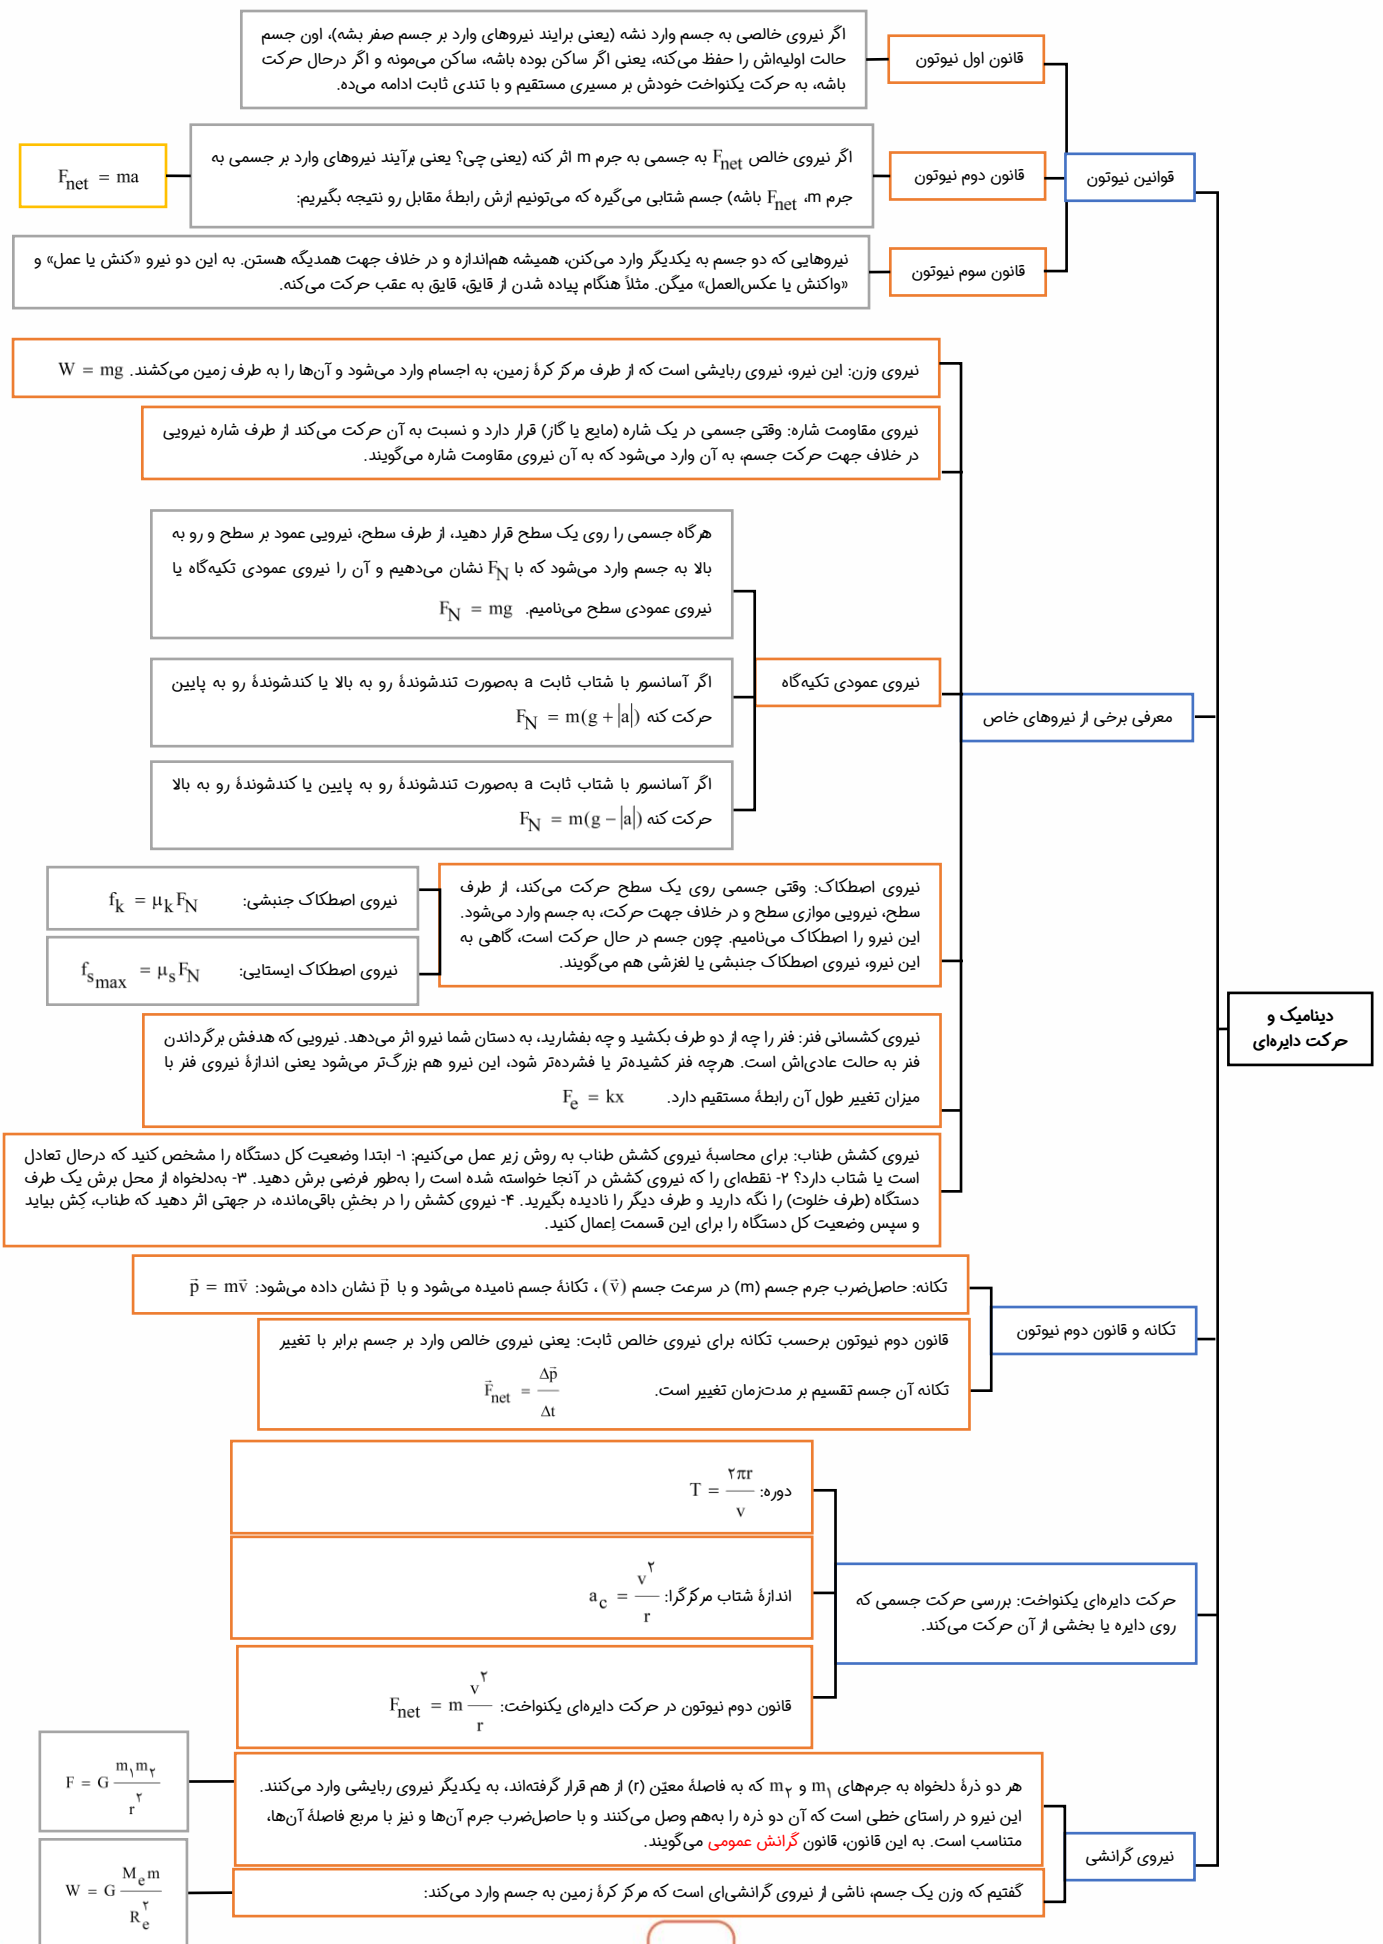 دینامیک و
حرکت دایره‌ای
قوانین نیوتون
قانون اول نیوتون
اگر نیروی خالصی به جسم وارد نشه (یعنی برایند نیروهای وارد بر جسم صفر بشه)، اون جسم
حالت اولیه‌اش را حفظ می‌کنه، یعنی اگر ساکن بوده باشه، ساکن می‌مونه و اگر درحال حرکت
باشه، به حرکت یکنواخت خودش بر مسیری مستقیم و با تندی ثابت ادامه می‌ده.
قانون دوم نیوتون
اگر نیروی خالص F_net به جسمی به جرم m اثر کنه (یعنی چی؟ یعنی برآیند نیروهای وارد بر جسمی به
جرم m، F_net باشه) جسم شتابی می‌گیره که می‌تونیم ازش رابطهٔ مقابل رو نتیجه بگیریم:
F_net = ma
قانون سوم نیوتون
نیروهایی که دو جسم به یکدیگر وارد می‌کنن، همیشه هم‌اندازه و در خلاف جهت همدیگه هستن. به این دو نیرو «کنش یا عمل» و
«واکنش یا عکس‌العمل» میگن. مثلاً هنگام پیاده شدن از قایق، قایق به عقب حرکت می‌کنه.
معرفی برخی از نیروهای خاص
نیروی وزن: این نیرو، نیروی ربایشی است که از طرف مرکز کرهٔ زمین، به اجسام وارد می‌شود و آن‌ها را به طرف زمین می‌کشند. W = mg
نیروی مقاومت شاره: وقتی جسمی در یک شاره (مایع یا گاز) قرار دارد و نسبت به آن حرکت می‌کند از طرف شاره نیرویی
در خلاف جهت حرکت جسم، به آن وارد می‌شود که به آن نیروی مقاومت شاره می‌گویند.
نیروی عمودی تکیه‌گاه
هرگاه جسمی را روی یک سطح قرار دهید، از طرف سطح، نیرویی عمود بر سطح و رو به
بالا به جسم وارد می‌شود که با F_N نشان می‌دهیم و آن را نیروی عمودی تکیه‌گاه یا
نیروی عمودی سطح می‌نامیم. F_N = mg
اگر آسانسور با شتاب ثابت a به‌صورت تندشوندهٔ رو به بالا یا کندشوندهٔ رو به پایین
حرکت کنه F_N = m(g + |a|)
اگر آسانسور با شتاب ثابت a به‌صورت تندشوندهٔ رو به پایین یا کندشوندهٔ رو به بالا
حرکت کنه F_N = m(g − |a|)
نیروی اصطکاک: وقتی جسمی روی یک سطح حرکت می‌کند، از طرف
سطح، نیرویی موازی سطح و در خلاف جهت حرکت، به جسم وارد می‌شود.
این نیرو را اصطکاک می‌نامیم. چون جسم در حال حرکت است، گاهی به
این نیرو، نیروی اصطکاک جنبشی یا لغزشی هم می‌گویند.
نیروی اصطکاک جنبشی: f_k = μ_k F_N
نیروی اصطکاک ایستایی: f_s max = μ_s F_N
نیروی کشسانی فنر: فنر را چه از دو طرف بکشید و چه بفشارید، به دستان شما نیرو اثر می‌دهد. نیرویی که هدفش برگرداندن
فنر به حالت عادی‌اش است. هرچه فنر کشیده‌تر یا فشرده‌تر شود، این نیرو هم بزرگ‌تر می‌شود یعنی اندازهٔ نیروی فنر با
میزان تغییر طول آن رابطهٔ مستقیم دارد. F_e = kx
نیروی کشش طناب: برای محاسبهٔ نیروی کشش طناب به روش زیر عمل می‌کنیم: ۱- ابتدا وضعیت کل دستگاه را مشخص کنید که درحال تعادل
است یا شتاب دارد؟ ۲- نقطه‌ای را که نیروی کشش در آنجا خواسته شده است را به‌طور فرضی برش دهید. ۳- به‌دلخواه از محل برش یک طرف
دستگاه (طرف خلوت) را نگه دارید و طرف دیگر را نادیده بگیرید. ۴- نیروی کشش را در بخشِ باقی‌مانده، در جهتی اثر دهید که طناب، کِش بیاید
و سپس وضعیت کل دستگاه را برای این قسمت اِعمال کنید.
تکانه و قانون دوم نیوتون
تکانه: حاصل‌ضرب جرم جسم (m) در سرعت جسم (v⃗) ، تکانهٔ جسم نامیده می‌شود و با p⃗ نشان داده می‌شود: p⃗ = mv⃗
قانون دوم نیوتون برحسب تکانه برای نیروی خالص ثابت: یعنی نیروی خالص وارد بر جسم برابر با تغییر
تکانه آن جسم تقسیم بر مدت‌زمان تغییر است. F⃗_net = Δp⃗ / Δt
حرکت دایره‌ای یکنواخت: بررسی حرکت جسمی که
روی دایره یا بخشی از آن حرکت می‌کند.
دوره: T = ۲πr / v
اندازهٔ شتاب مرکزگرا: a_c = v^۲ / r
قانون دوم نیوتون در حرکت دایره‌ای یکنواخت: F_net = m v^۲ / r
نیروی گرانشی
هر دو ذرهٔ دلخواه به جرم‌های m_۱ و m_۲ که به فاصلهٔ معیّن (r) از هم قرار گرفته‌اند، به یکدیگر نیروی ربایشی وارد می‌کنند.
این نیرو در راستای خطی است که آن دو ذره را به‌هم وصل می‌کنند و با حاصل‌ضرب جرم آن‌ها و نیز با مربع فاصلهٔ آن‌ها،
متناسب است. به این قانون، قانون گرانش عمومی می‌گویند.
F = G m_۱m_۲ / r^۲
گفتیم که وزن یک جسم، ناشی از نیروی گرانشی‌ای است که مرکز کرهٔ زمین به جسم وارد می‌کند:
W = G M_e m / R_e^۲